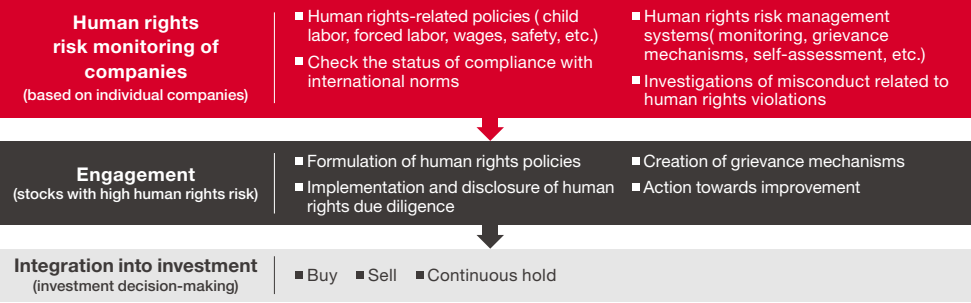 Human rights
risk monitoring of
companies
(based on individual companies)
■ Human rights-related policies ( child
labor, forced labor, wages, safety, etc.)
■ Check the status of compliance with
international norms
■ Human rights risk management
systems( monitoring, grievance
mechanisms, self-assessment, etc.)
■ Investigations of misconduct related to
human rights violations
Engagement
(stocks with high human rights risk)
■ Formulation of human rights policies
■ Implementation and disclosure of human
rights due diligence
■ Creation of grievance mechanisms
■ Action towards improvement
Integration into investment
(investment decision-making)
■ Buy ■ Sell ■ Continuous hold